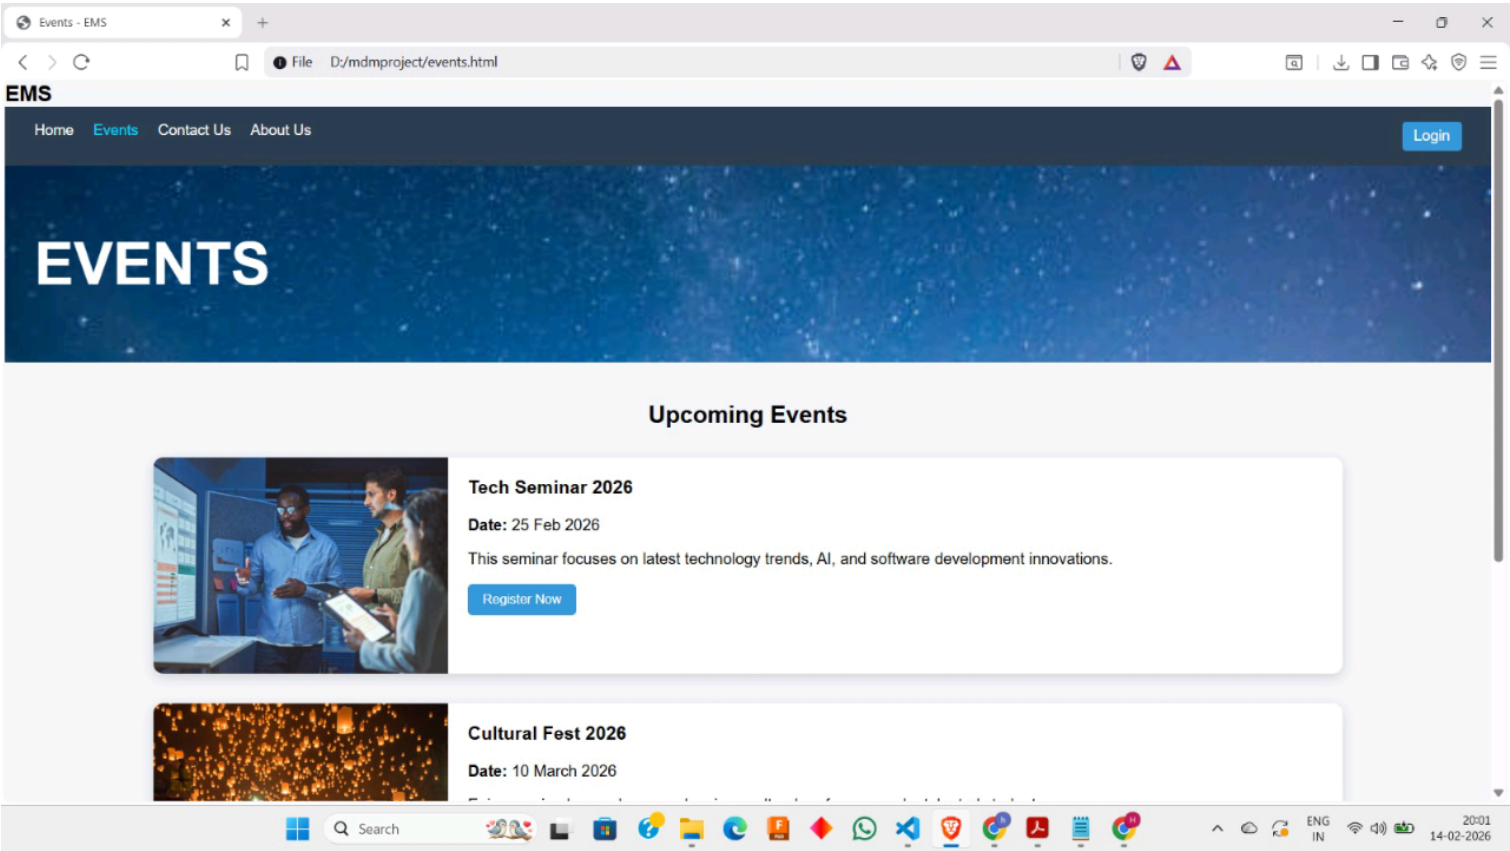 Events - EMS
File D:/mdmproject/events.html
EMS
Home Events Contact Us About Us Login
EVENTS
Upcoming Events
Tech Seminar 2026
Date: 25 Feb 2026
This seminar focuses on latest technology trends, AI, and software development innovations.
Register Now
Cultural Fest 2026
Date: 10 March 2026
Search
ENG
IN
20:01
14-02-2026